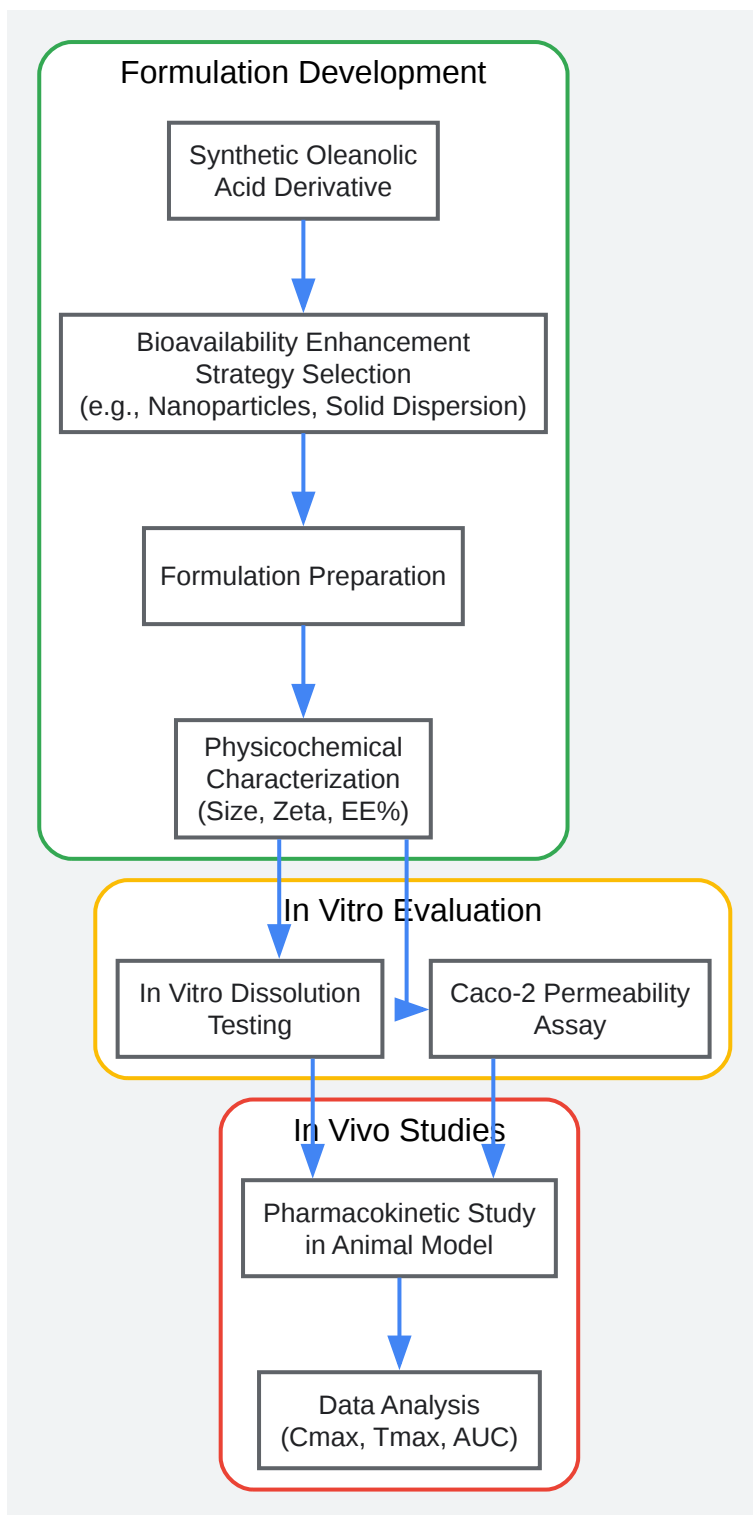 Formulation Development
Synthetic Oleanolic
Acid Derivative
Bioavailability Enhancement
Strategy Selection
(e.g., Nanoparticles, Solid Dispersion)
Formulation Preparation
Physicochemical
Characterization
(Size, Zeta, EE%)
In Vitro Evaluation
In Vitro Dissolution
Testing
Caco-2 Permeability
Assay
In Vivo Studies
Pharmacokinetic Study
in Animal Model
Data Analysis
(Cmax, Tmax, AUC)